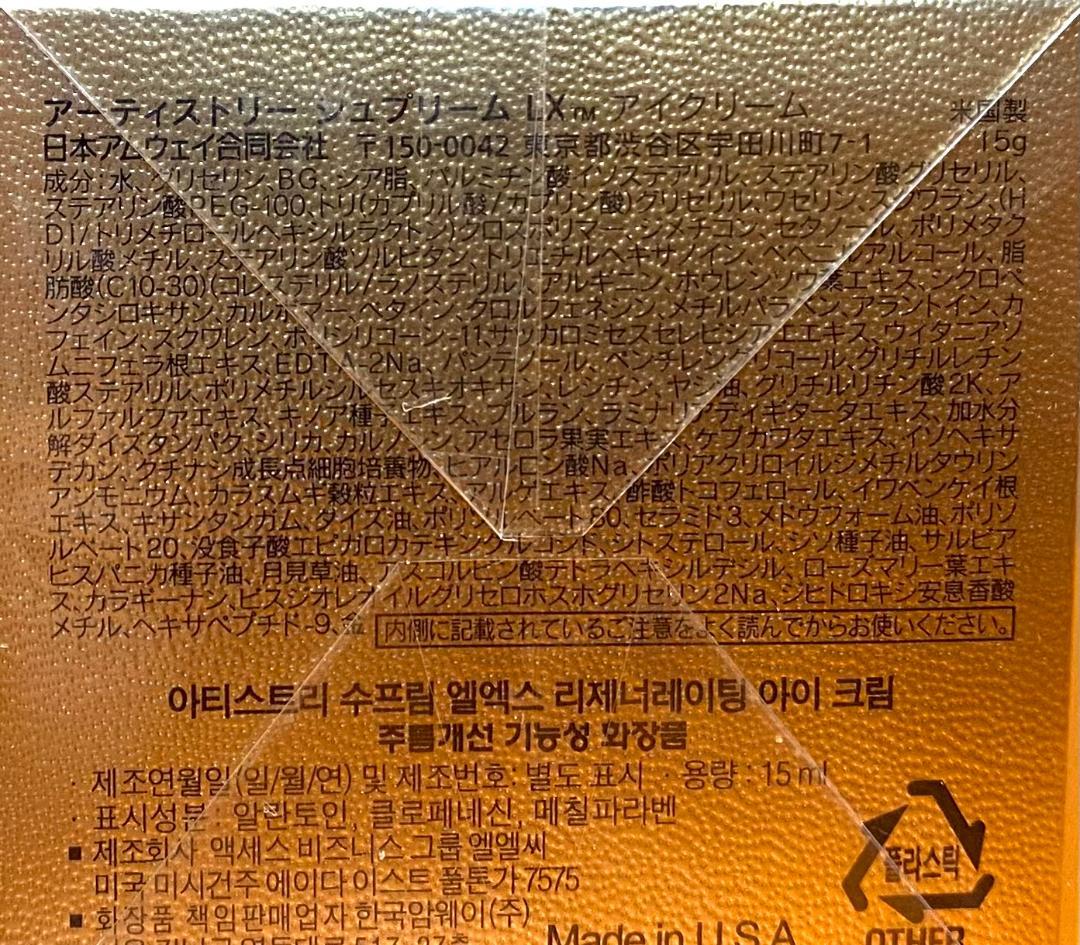 アーティストリー シュプリーム LX™ アイクリーム 米国製
日本アムウェイ合同会社 〒150-0042 東京都渋谷区宇田川町7-1 15g
成分:水、グリセリン、BG、シア脂、パルミチン酸イソステアリル、ステアリン酸グリセリル、
ステアリン酸PEG-100、トリ(カプリル酸/カプリン酸)グリセリル、ワセリン、スクワラン、(H
DI/トリメチロールヘキシルラクトン)クロスポリマー、ジメチコン、セタノール、ポリメタク
リル酸メチル、ステアリン酸ソルビタン、トリエチルヘキサノイン、ベヘニルアルコール、脂
肪酸(C10-30)(コレステリル/ラノステリル)、アルギニン、ホウレンソウ葉エキス、シクロペ
ンタシロキサン、カルボマー、ベタイン、クロルフェネシン、メチルパラベン、アラントイン、カ
フェイン、スクワレン、ポリシリコーン-11、サッカロミセスセレビシアエエキス、ウイタニアソ
ムニフェラ根エキス、EDTA-2Na、パンテノール、ペンチレングリコール、グリチルレチン
酸ステアリル、ポリメチルシルセスキオキサン、レシチン、ヤシ油、グリチルリチン酸2K、ア
ルファルファエキス、キノア種子エキス、プルラン、ラミナリアディギタータエキス、加水分
解ダイズタンパク、シリカ、カルノシン、アセロラ果実エキス、ケブカワタエキス、イソヘキサ
デカン、クチナシ成長点細胞培養物、ヒアルロン酸Na、ポリアクリロイルジメチルタウリン
アンモニウム、カラスムギ穀粒エキス、アルゲエキス、酢酸トコフェロール、イワベンケイ根
エキス、キサンタンガム、ダイズ油、ポリソルベート80、セラミド3、メドウフォーム油、ポリソ
ルベート20、没食子酸エピガロカテキングルコシド、シトステロール、シソ種子油、サルビア
ヒスパニカ種子油、月見草油、アスコルビン酸テトラヘキシルデシル、ローズマリー葉エキ
ス、カラギーナン、ビスジオレオイルグリセロホスホグリセリン2Na、ジヒドロキシ安息香酸
メチル、ヘキサペプチド-9、金 内側に記載されているご注意をよく読んでからお使いください。
아티스트리 수프림 엘엑스 리제너레이팅 아이 크림
주름개선 기능성 화장품
· 제조연월일(일/월/연) 및 제조번호: 별도 표시 · 용량 : 15ml
· 표시성분 : 알란토인, 클로페네신, 메칠파라벤
■ 제조회사 액세스 비즈니스 그룹 엘엘씨
미국 미시건주 에이다 이스트 풀톤가 7575
플라스틱
■ 화장품 책임판매업자 한국암웨이(주)
Made in U.S.A.
OTHER